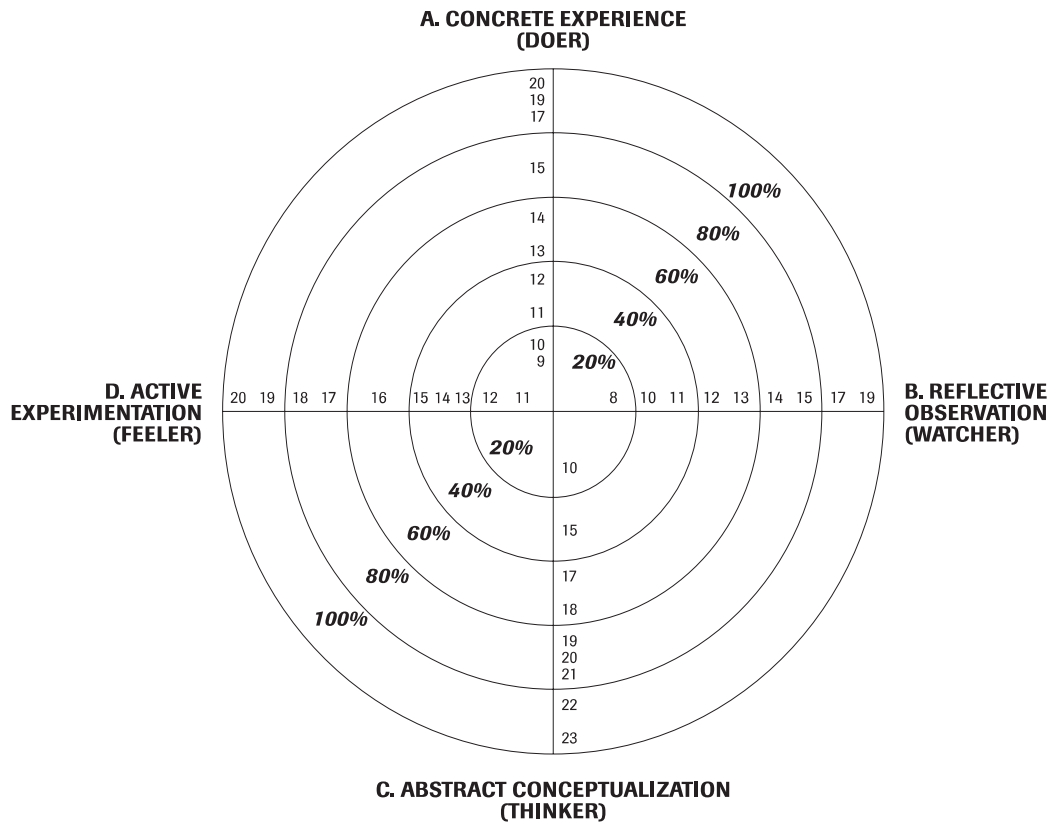 A. CONCRETE EXPERIENCE
(DOER)
20
19
17
15
14
13
12
11
10
9
100%
80%
60%
40%
20%
D. ACTIVE
EXPERIMENTATION
(FEELER)
20 19 18 17 16 15 14 13 12 11 8 10 11 12 13 14 15 17 19
B. REFLECTIVE
OBSERVATION
(WATCHER)
20%
40%
60%
80%
100%
10
15
17
18
19
20
21
22
23
C. ABSTRACT CONCEPTUALIZATION
(THINKER)